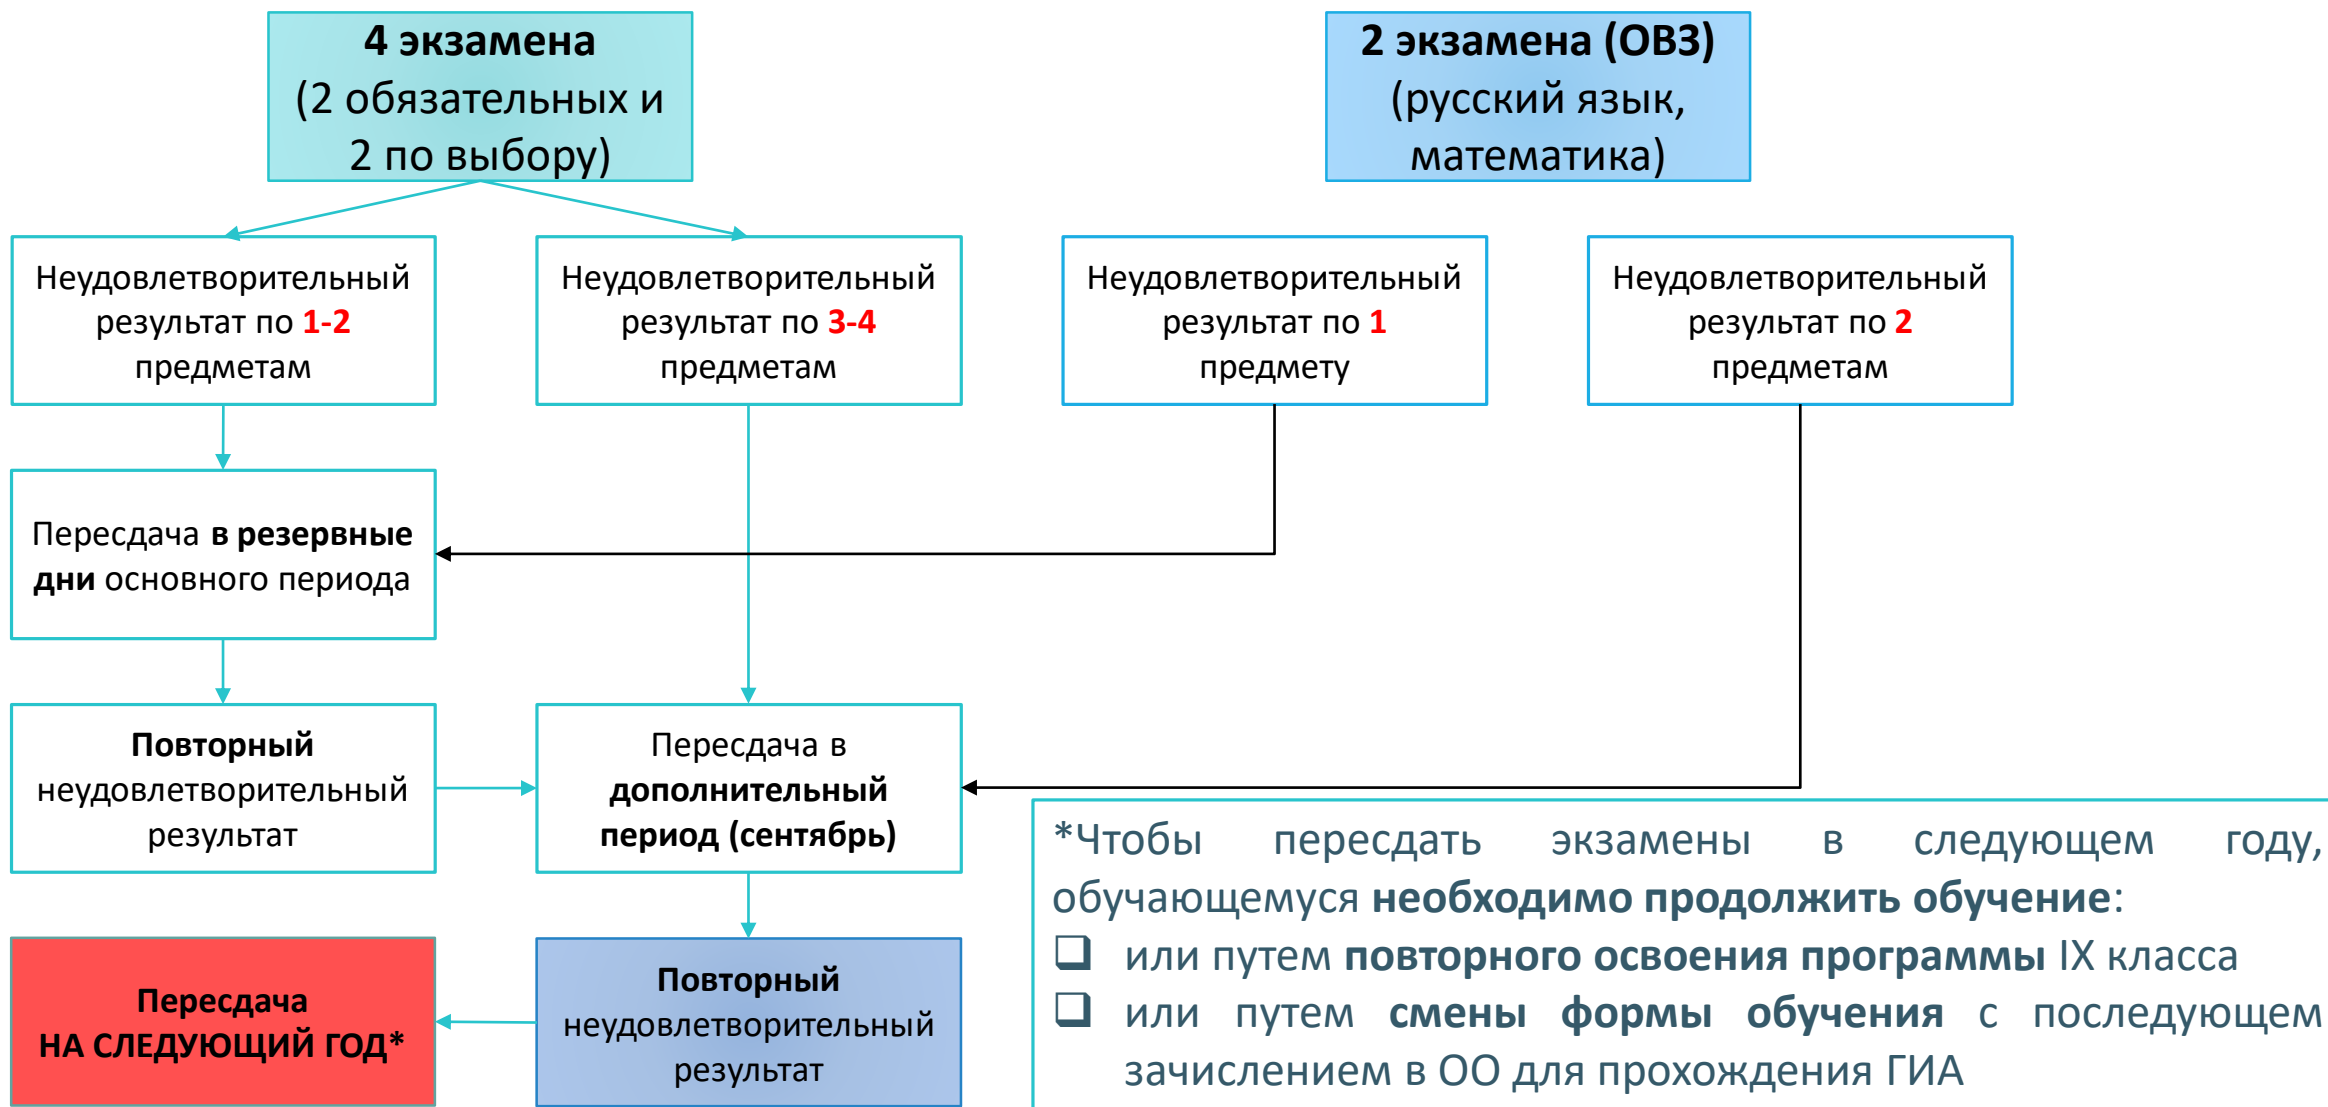 4 экзамена
(2 обязательных и
2 по выбору)
2 экзамена (ОВЗ)
(русский язык,
математика)
Неудовлетворительный
результат по 1-2
предметам
Неудовлетворительный
результат по 3-4
предметам
Неудовлетворительный
результат по 1
предмету
Неудовлетворительный
результат по 2
предметам
Пересдача в резервные
дни основного периода
Повторный
неудовлетворительный
результат
Пересдача в
дополнительный
период (сентябрь)
Пересдача
НА СЛЕДУЮЩИЙ ГОД*
Повторный
неудовлетворительный
результат
*Чтобы пересдать экзамены в следующем году,
обучающемуся необходимо продолжить обучение:
❑ или путем повторного освоения программы IX класса
❑ или путем смены формы обучения с последующем
зачислением в ОО для прохождения ГИА